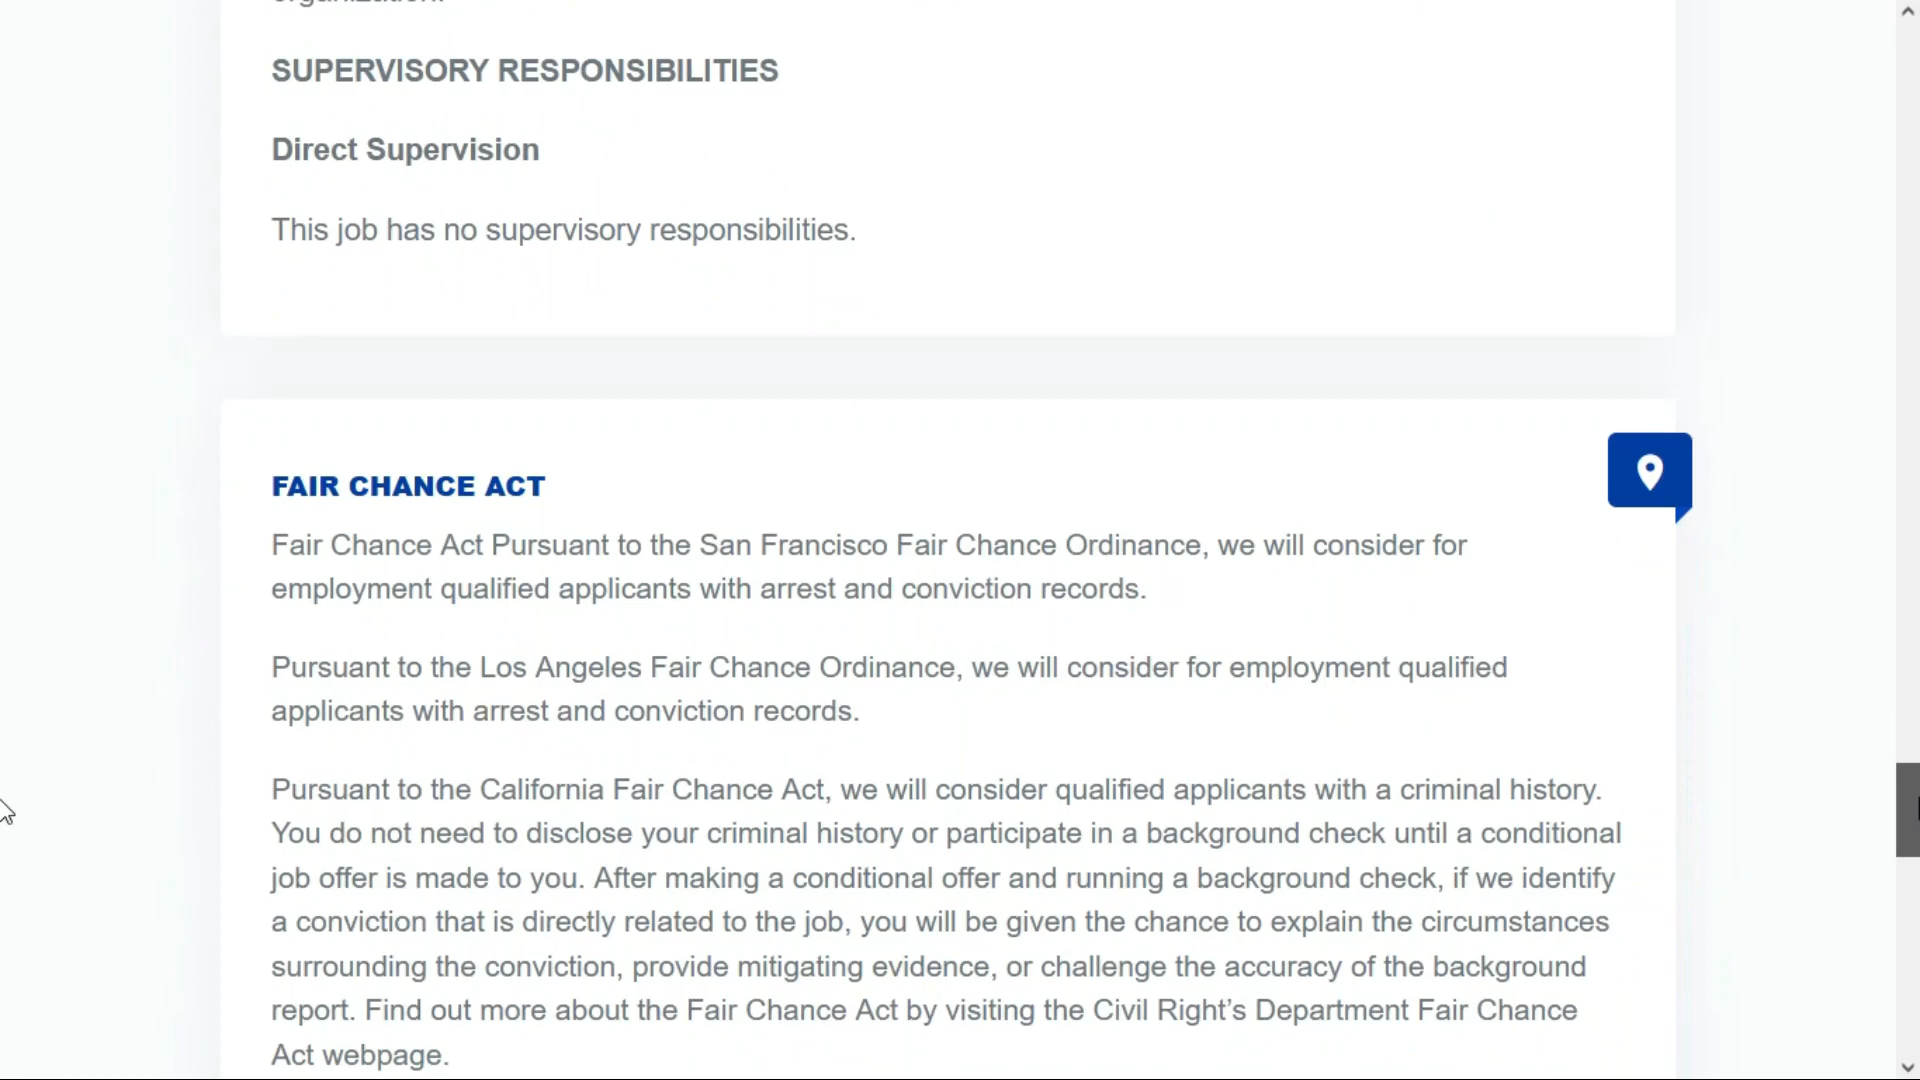 organization.
SUPERVISORY RESPONSIBILITIES
Direct Supervision
This job has no supervisory responsibilities.
FAIR CHANCE ACT
Fair Chance Act Pursuant to the San Francisco Fair Chance Ordinance, we will consider for
employment qualified applicants with arrest and conviction records.
Pursuant to the Los Angeles Fair Chance Ordinance, we will consider for employment qualified
applicants with arrest and conviction records.
Pursuant to the California Fair Chance Act, we will consider qualified applicants with a criminal history.
You do not need to disclose your criminal history or participate in a background check until a conditional
job offer is made to you. After making a conditional offer and running a background check, if we identify
a conviction that is directly related to the job, you will be given the chance to explain the circumstances
surrounding the conviction, provide mitigating evidence, or challenge the accuracy of the background
report. Find out more about the Fair Chance Act by visiting the Civil Right’s Department Fair Chance
Act webpage.